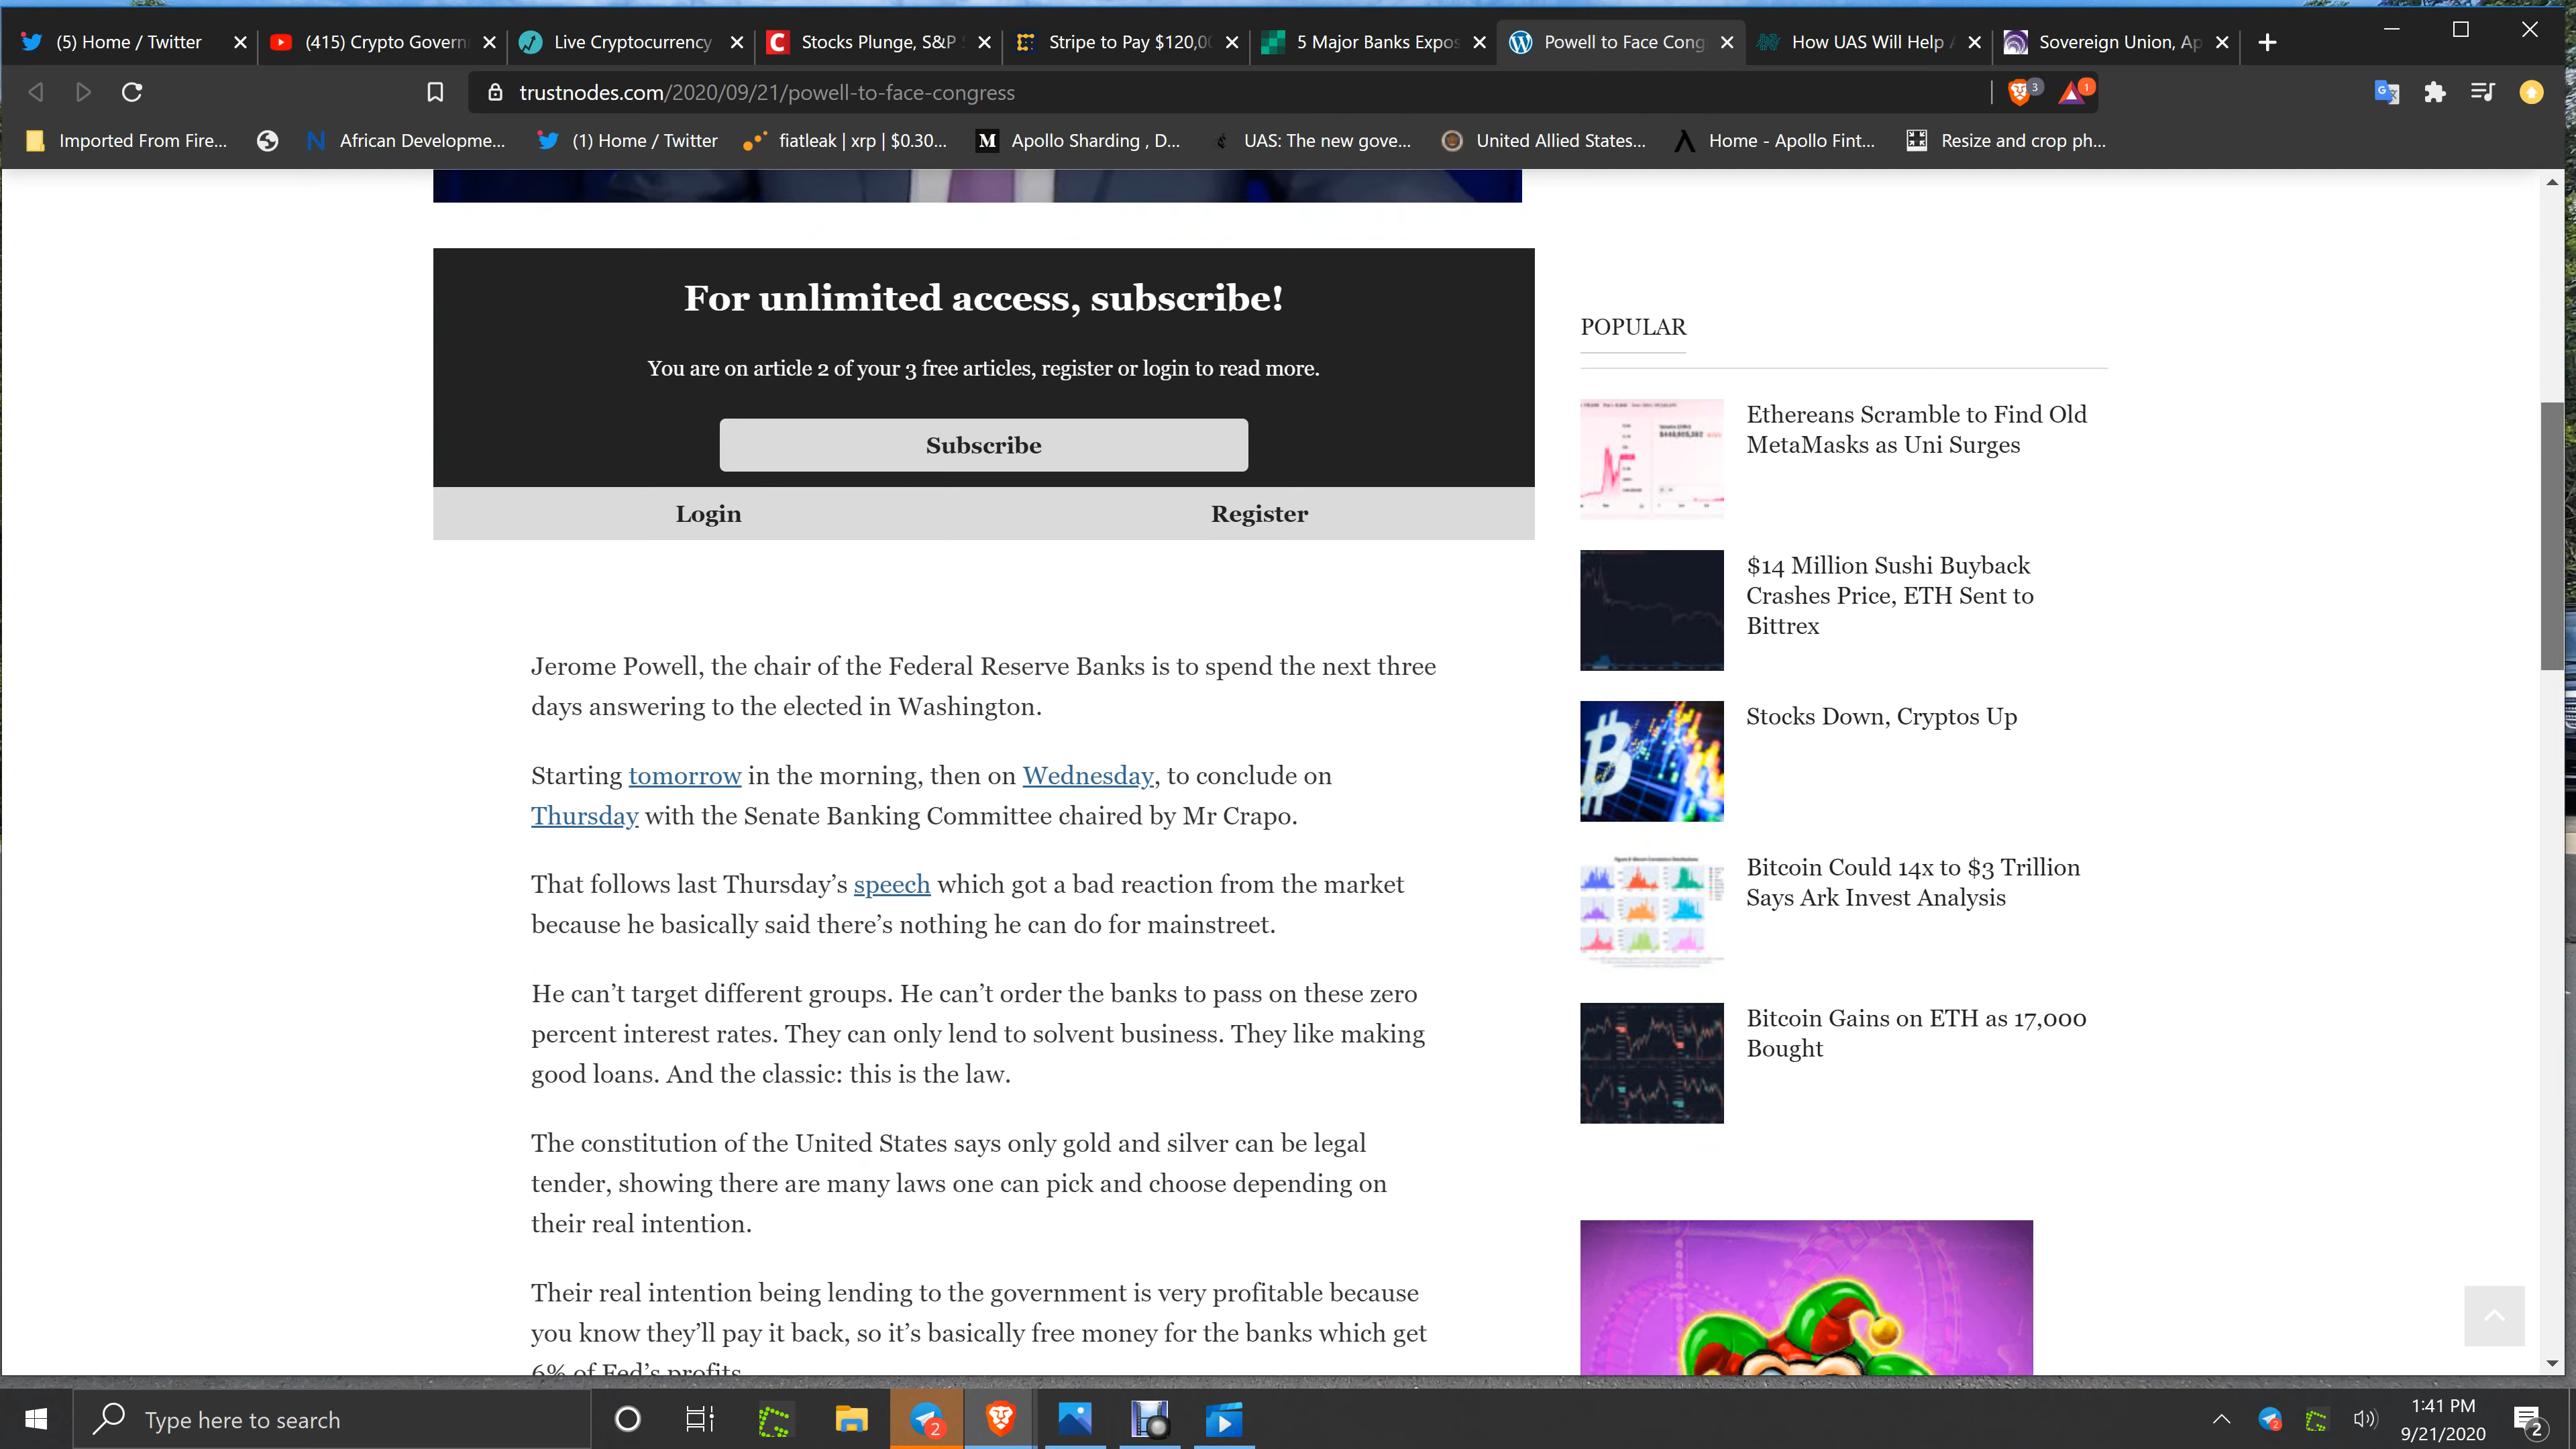 (5) Home / Twitter
(415) Crypto Govern
Live Cryptocurrency
Stocks Plunge, S&P
Stripe to Pay $120,0
5 Major Banks Expos
Powell to Face Cong
How UAS Will Help
Sovereign Union, Ap
trustnodes.com/2020/09/21/powell-to-face-congress
3
1
Imported From Fire...
African Developme...
(1) Home / Twitter
fiatleak | xrp | $0.30...
Apollo Sharding , D...
UAS: The new gove...
United Allied States...
Home - Apollo Fint...
Resize and crop ph...
For unlimited access, subscribe!
You are on article 2 of your 3 free articles, register or login to read more.
Subscribe
Login
Register
Jerome Powell, the chair of the Federal Reserve Banks is to spend the next three
days answering to the elected in Washington.
Starting tomorrow in the morning, then on Wednesday, to conclude on
Thursday with the Senate Banking Committee chaired by Mr Crapo.
That follows last Thursday’s speech which got a bad reaction from the market
because he basically said there’s nothing he can do for mainstreet.
He can’t target different groups. He can’t order the banks to pass on these zero
percent interest rates. They can only lend to solvent business. They like making
good loans. And the classic: this is the law.
The constitution of the United States says only gold and silver can be legal
tender, showing there are many laws one can pick and choose depending on
their real intention.
Their real intention being lending to the government is very profitable because
you know they’ll pay it back, so it’s basically free money for the banks which get
6% of Fed’s profits
POPULAR
Ethereans Scramble to Find Old
MetaMasks as Uni Surges
$14 Million Sushi Buyback
Crashes Price, ETH Sent to
Bittrex
Stocks Down, Cryptos Up
Bitcoin Could 14x to $3 Trillion
Says Ark Invest Analysis
Bitcoin Gains on ETH as 17,000
Bought
Type here to search
2
1:41 PM
9/21/2020
2